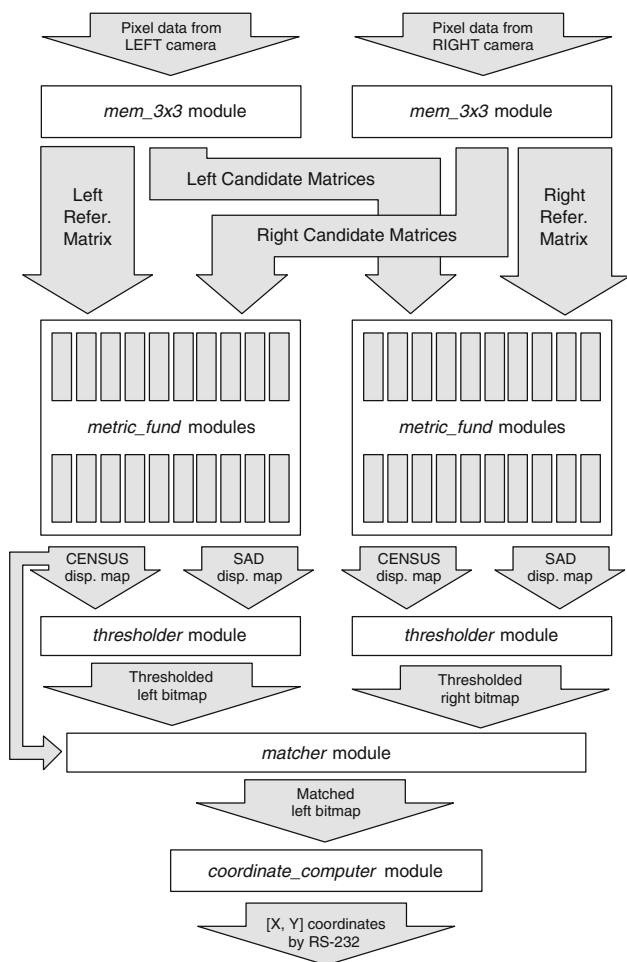 Pixel data from
LEFT camera
Pixel data from
RIGHT camera
mem_3x3 module
mem_3x3 module
Left
Refer.
Matrix
Left Candidate Matrices
Right Candidate Matrices
Right
Refer.
Matrix
metric_fund modules
metric_fund modules
CENSUS
disp. map
SAD
disp. map
CENSUS
disp. map
SAD
disp. map
thresholder module
thresholder module
Thresholded
left bitmap
Thresholded
right bitmap
matcher module
Matched
left bitmap
coordinate_computer module
[X, Y] coordinates
by RS-232